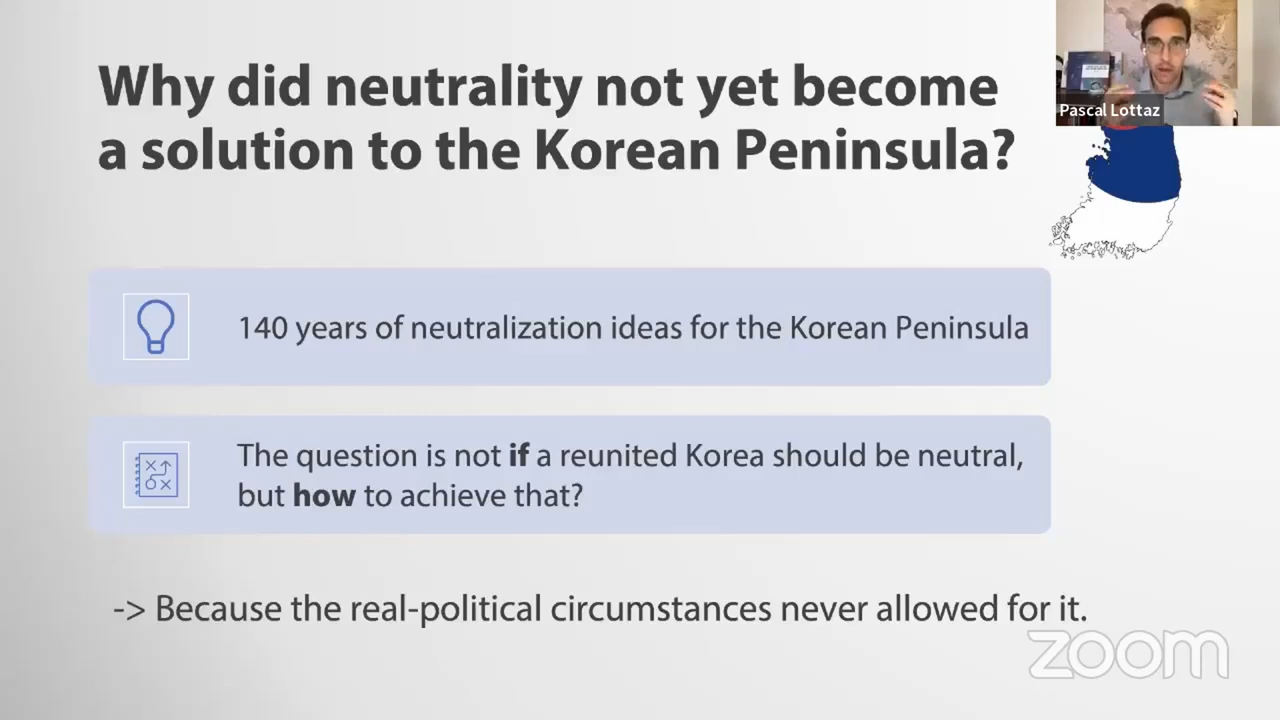 Why did neutrality not yet become
a solution to the Korean Peninsula?
Pascal Lottaz
140 years of neutralization ideas for the Korean Peninsula
The question is not if a reunited Korea should be neutral,
but how to achieve that?
-> Because the real-political circumstances never allowed for it.
zoom